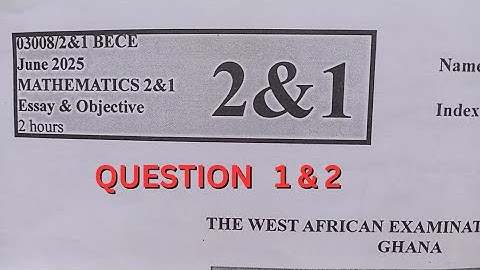 03008/2&1 BECE
June 2025
MATHEMATICS 2&1
Essay & Objective
2 hours
2&1
Name
Index
QUESTION 1 & 2
THE WEST AFRICAN EXAMINAT
GHANA